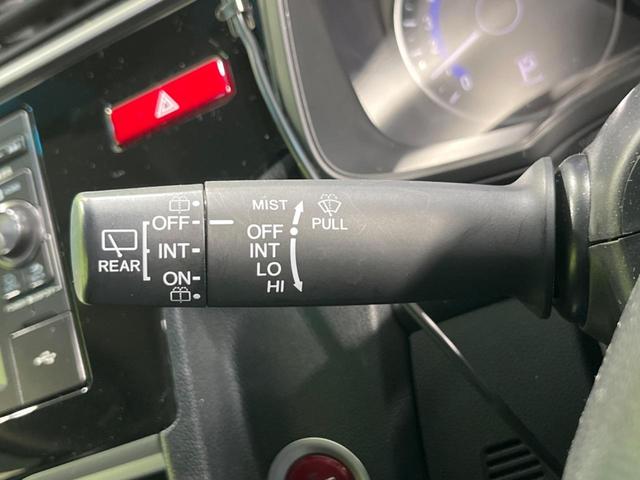 REAR
OFF
INT
ON
MIST
OFF
INT
LO
HI
PULL